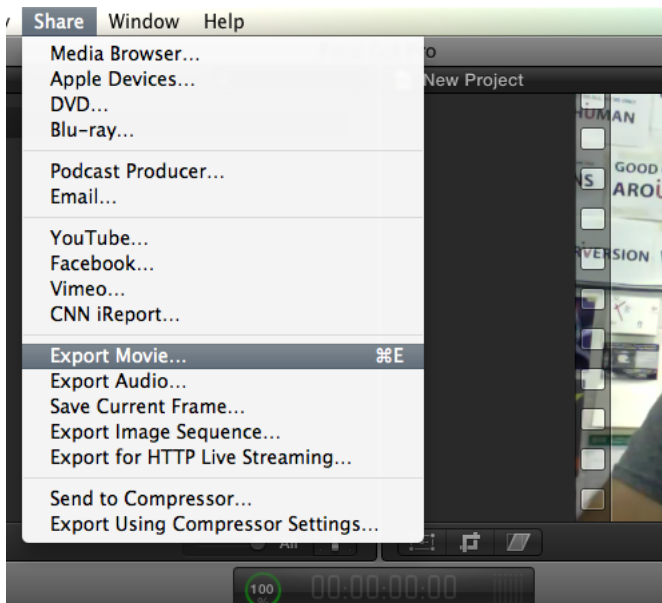 Share Window Help
Media Browser...
Apple Devices...
DVD...
Blu-ray...
Podcast Producer...
Email...
YouTube...
Facebook...
Vimeo...
CNN iReport...
Export Movie... ⌘E
Export Audio...
Save Current Frame...
Export Image Sequence...
Export for HTTP Live Streaming...
Send to Compressor...
Export Using Compressor Settings...
New Project
HUMAN
GOOD
All
100
%
00:00:00:00